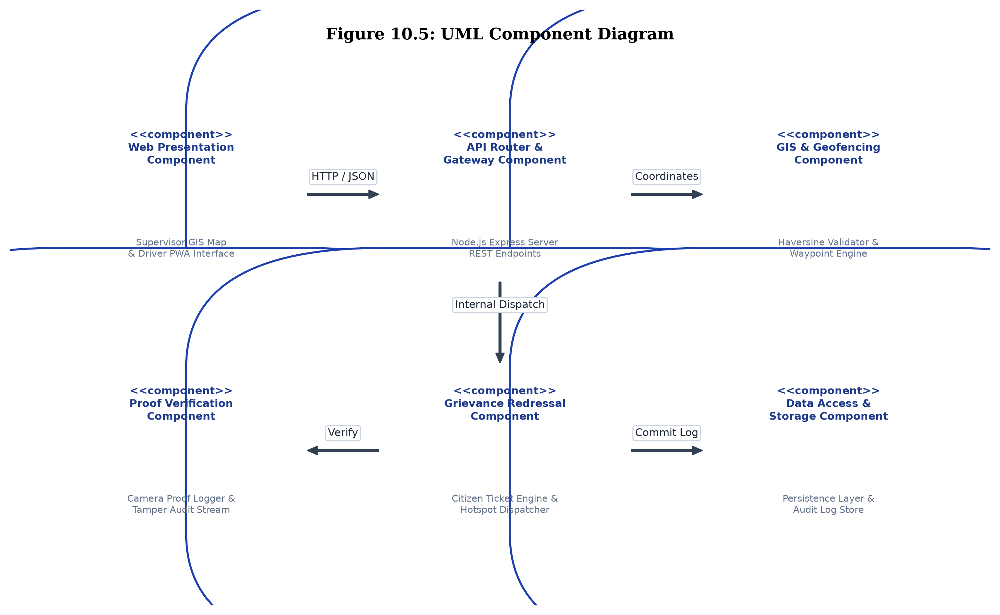 Figure 10.5: UML Component Diagram
<<component>>
Web Presentation
Component
<<component>>
API Router &
Gateway Component
<<component>>
GIS & Geofencing
Component
HTTP / JSON
Coordinates
Supervisor GIS Map
& Driver PWA Interface
Node.js Express Server
REST Endpoints
Haversine Validator &
Waypoint Engine
Internal Dispatch
<<component>>
Proof Verification
Component
<<component>>
Grievance Redressal
Component
<<component>>
Data Access &
Storage Component
Verify
Commit Log
Camera Proof Logger &
Tamper Audit Stream
Citizen Ticket Engine &
Hotspot Dispatcher
Persistence Layer &
Audit Log Store